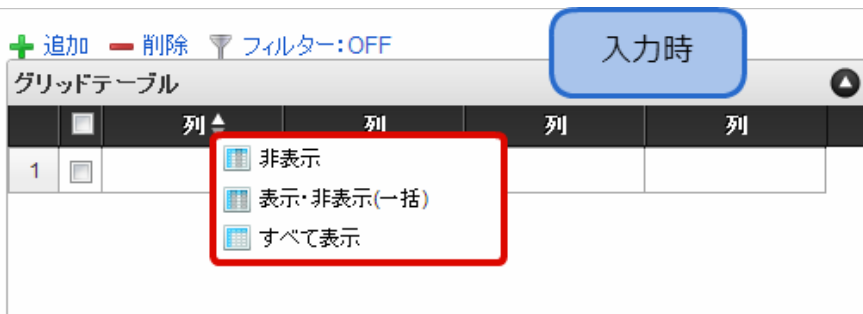 追加 削除 フィルター:OFF
入力時
グリッドテーブル
列 列 列 列
非表示
1
表示・非表示(一括)
すべて表示